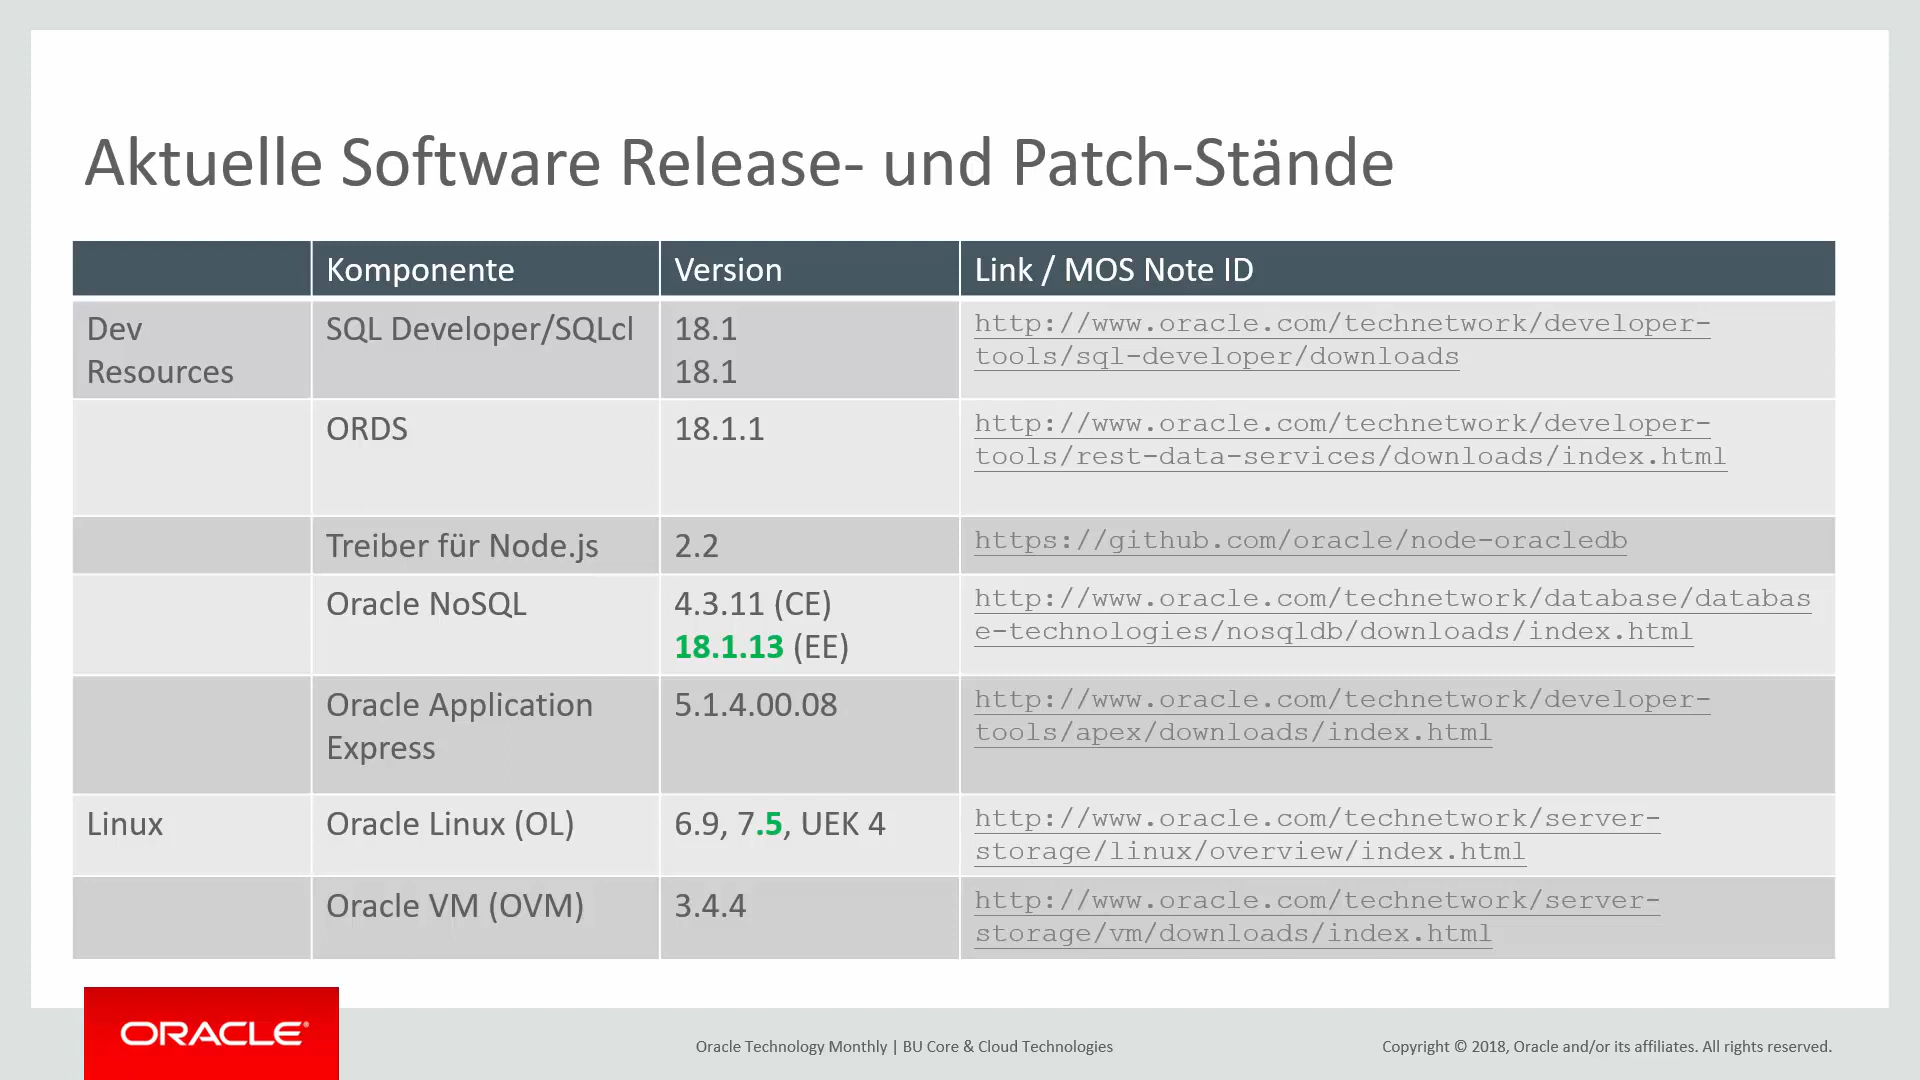 Aktuelle Software Release- und Patch-Stände
Komponente Version Link / MOS Note ID
Dev
Resources
SQL Developer/SQLcl
18.1
18.1
http://www.oracle.com/technetwork/developer-
tools/sql-developer/downloads
ORDS
18.1.1
http://www.oracle.com/technetwork/developer-
tools/rest-data-services/downloads/index.html
Treiber für Node.js
2.2
https://github.com/oracle/node-oracledb
Oracle NoSQL
4.3.11 (CE)
18.1.13 (EE)
http://www.oracle.com/technetwork/database/databas
e-technologies/nosqldb/downloads/index.html
Oracle Application
Express
5.1.4.00.08
http://www.oracle.com/technetwork/developer-
tools/apex/downloads/index.html
Linux
Oracle Linux (OL)
6.9, 7.5, UEK 4
http://www.oracle.com/technetwork/server-
storage/linux/overview/index.html
Oracle VM (OVM)
3.4.4
http://www.oracle.com/technetwork/server-
storage/vm/downloads/index.html
ORACLE®
Oracle Technology Monthly | BU Core & Cloud Technologies
Copyright © 2018, Oracle and/or its affiliates. All rights reserved.